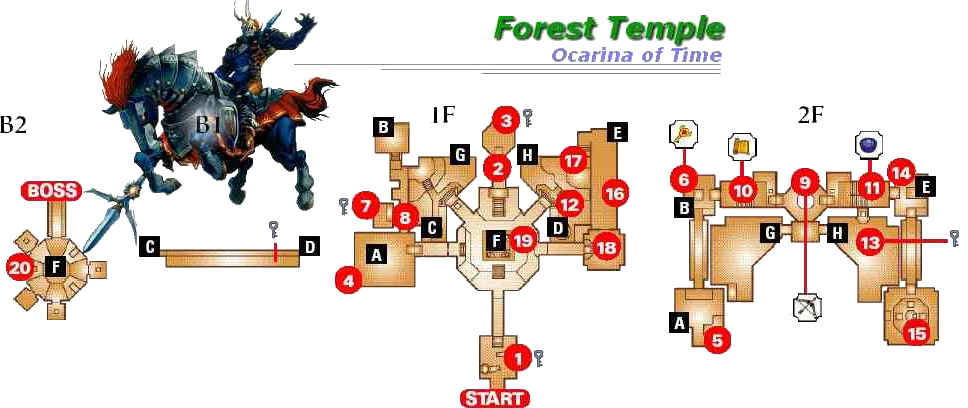 Forest Temple
Ocarina of Time
B2
B1
1F
2F
BOSS
20
F
C
D
B
G
3
H
E
2
17
7
8
12
16
C
F
19
D
A
18
4
1
START
6
10
9
11
14
B
E
G
H
13
A
5
15